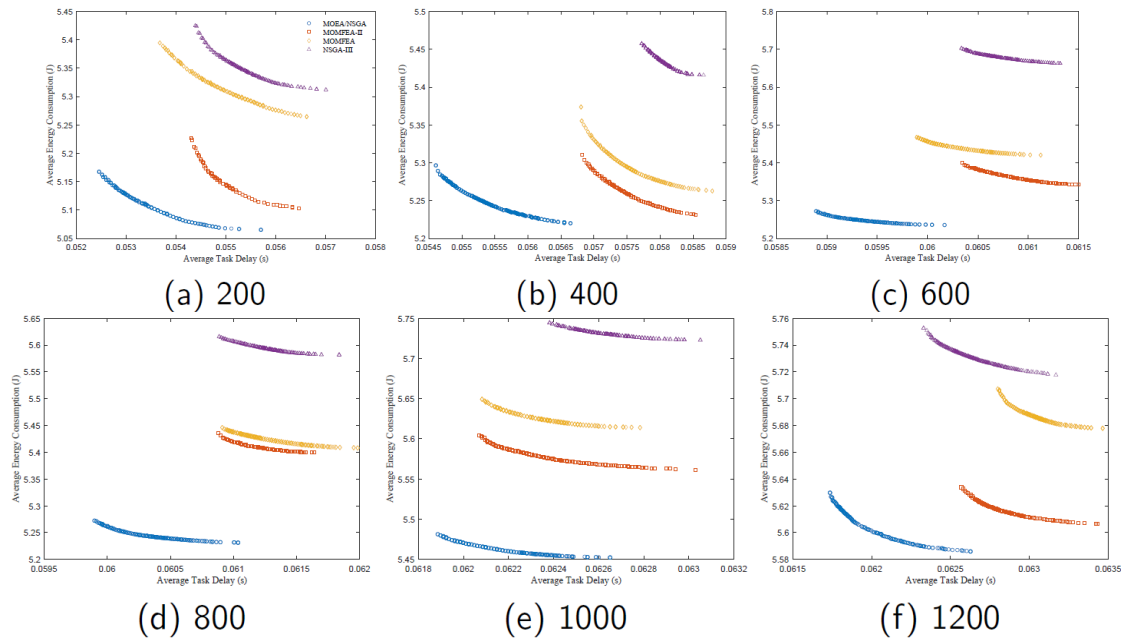 5.45
5.4
5.35
5.3
5.25
5.2
5.15
5.1
5.05
Average Energy Consumption (J)
MOEA/NSGA
MOMFEA-II
MOMFEA
NSGA-III
0.052 0.053 0.054 0.055 0.056 0.057 0.058
Average Task Delay (s)
(a) 200
5.5
5.45
5.4
5.35
5.3
5.25
5.2
Average Energy Consumption (J)
0.0545 0.055 0.0555 0.056 0.0565 0.057 0.0575 0.058 0.0585 0.059
Average Task Delay (s)
(b) 400
5.8
5.7
5.6
5.5
5.4
5.3
5.2
Average Energy Consumption (J)
0.0585 0.059 0.0595 0.06 0.0605 0.061 0.0615
Average Task Delay (s)
(c) 600
5.65
5.6
5.55
5.5
5.45
5.4
5.35
5.3
5.25
5.2
Average Energy Consumption (J)
0.0595 0.06 0.0605 0.061 0.0615 0.062
Average Task Delay (s)
(d) 800
5.75
5.7
5.65
5.6
5.55
5.5
5.45
Average Energy Consumption (J)
0.0618 0.062 0.0622 0.0624 0.0626 0.0628 0.063 0.0632
Average Task Delay (s)
(e) 1000
5.76
5.74
5.72
5.7
5.68
5.66
5.64
5.62
5.6
5.58
Average Energy Consumption (J)
0.0615 0.062 0.0625 0.063 0.0635
Average Task Delay (s)
(f) 1200